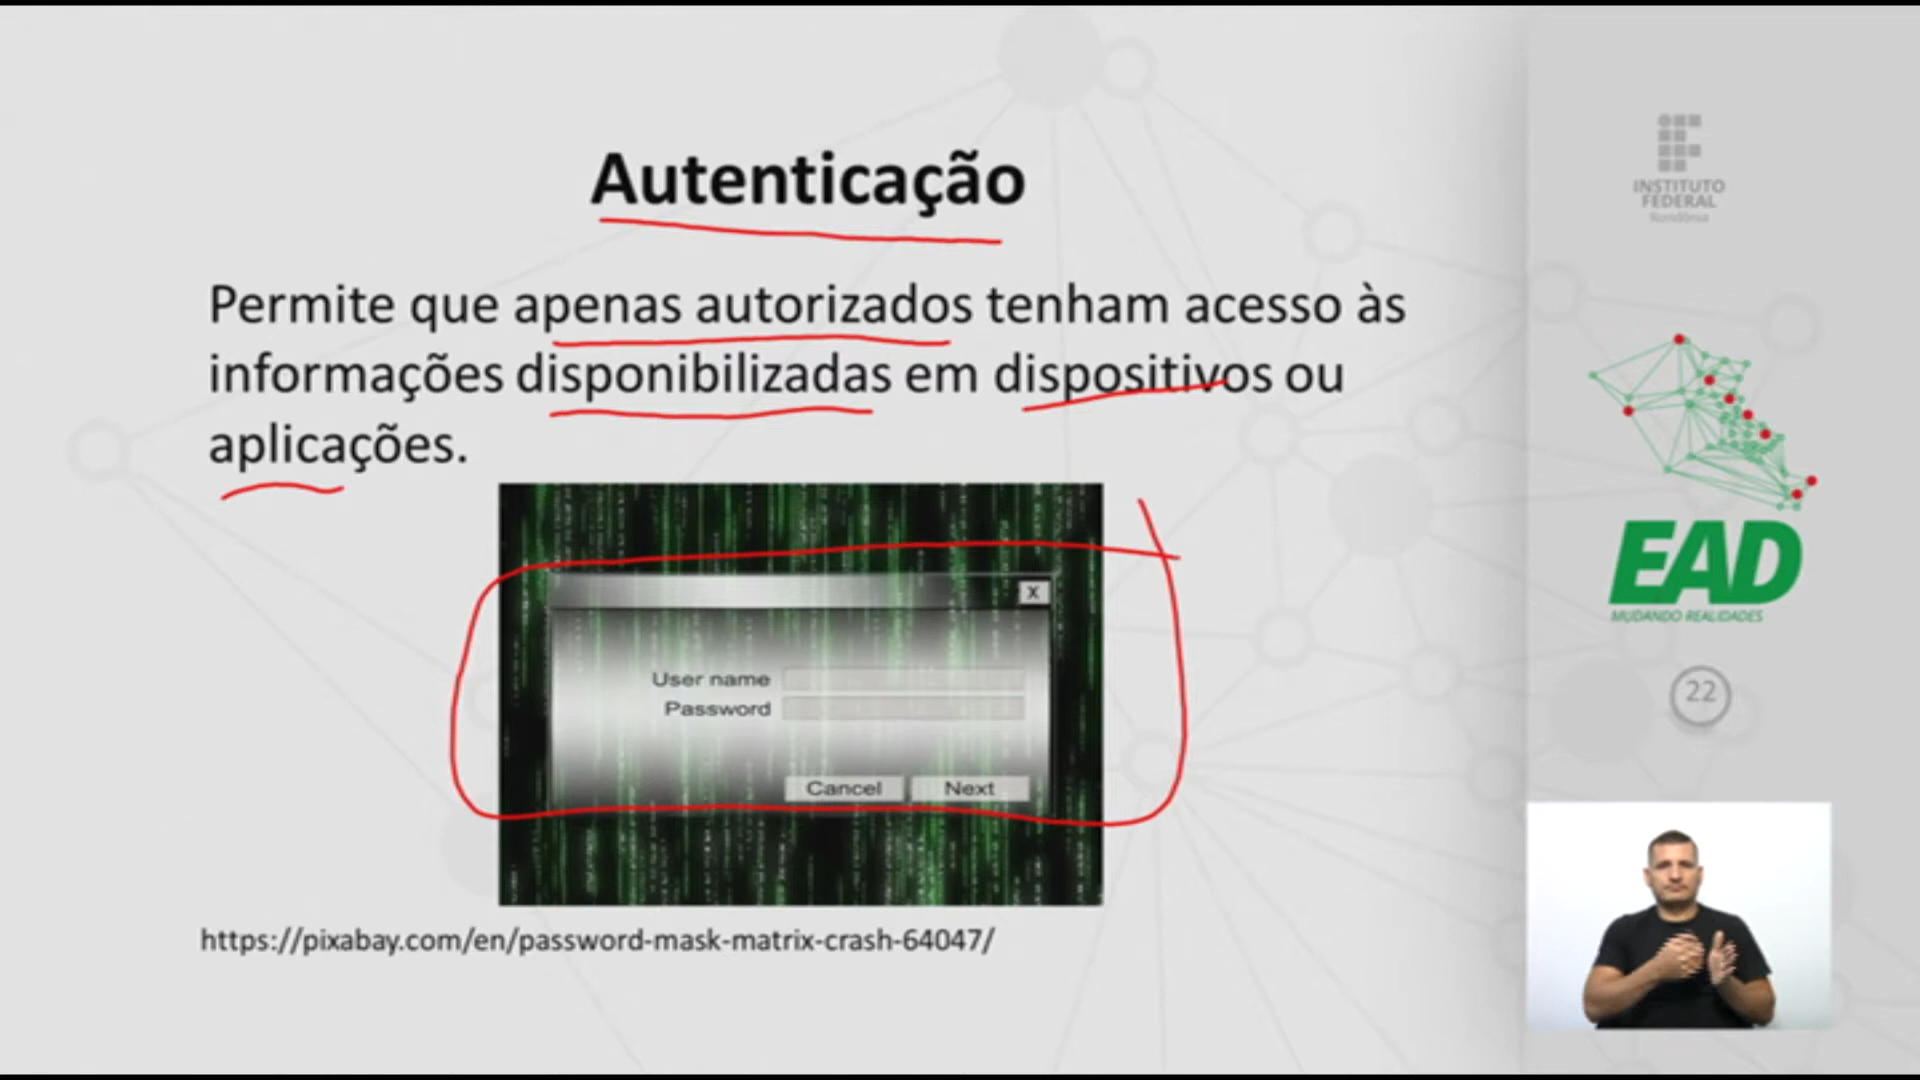 Autenticação
Permite que apenas autorizados tenham acesso às
informações disponibilizadas em dispositivos ou
aplicações.
X
User name
Password
Cancel
Next
https://pixabay.com/en/password-mask-matrix-crash-64047/
INSTITUTO
FEDERAL
Rondônia
EAD
MUDANDO REALIDADES
22